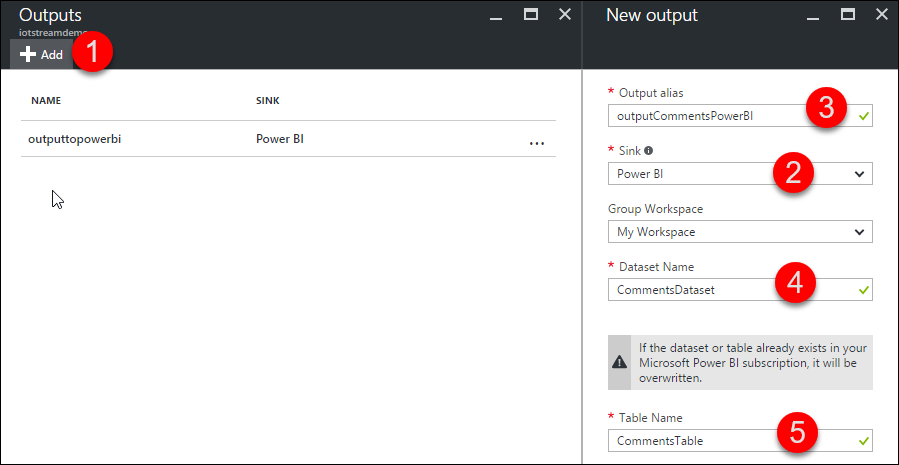 Outputs
iotstreamdemo
Add
1
NAME SINK
outputtopowerbi Power BI ...
New output
* Output alias
outputCommentsPowerBI
3
* Sink
Power BI
2
Group Workspace
My Workspace
* Dataset Name
CommentsDataset
4
If the dataset or table already exists in your
Microsoft Power BI subscription, it will be
overwritten.
* Table Name
CommentsTable
5